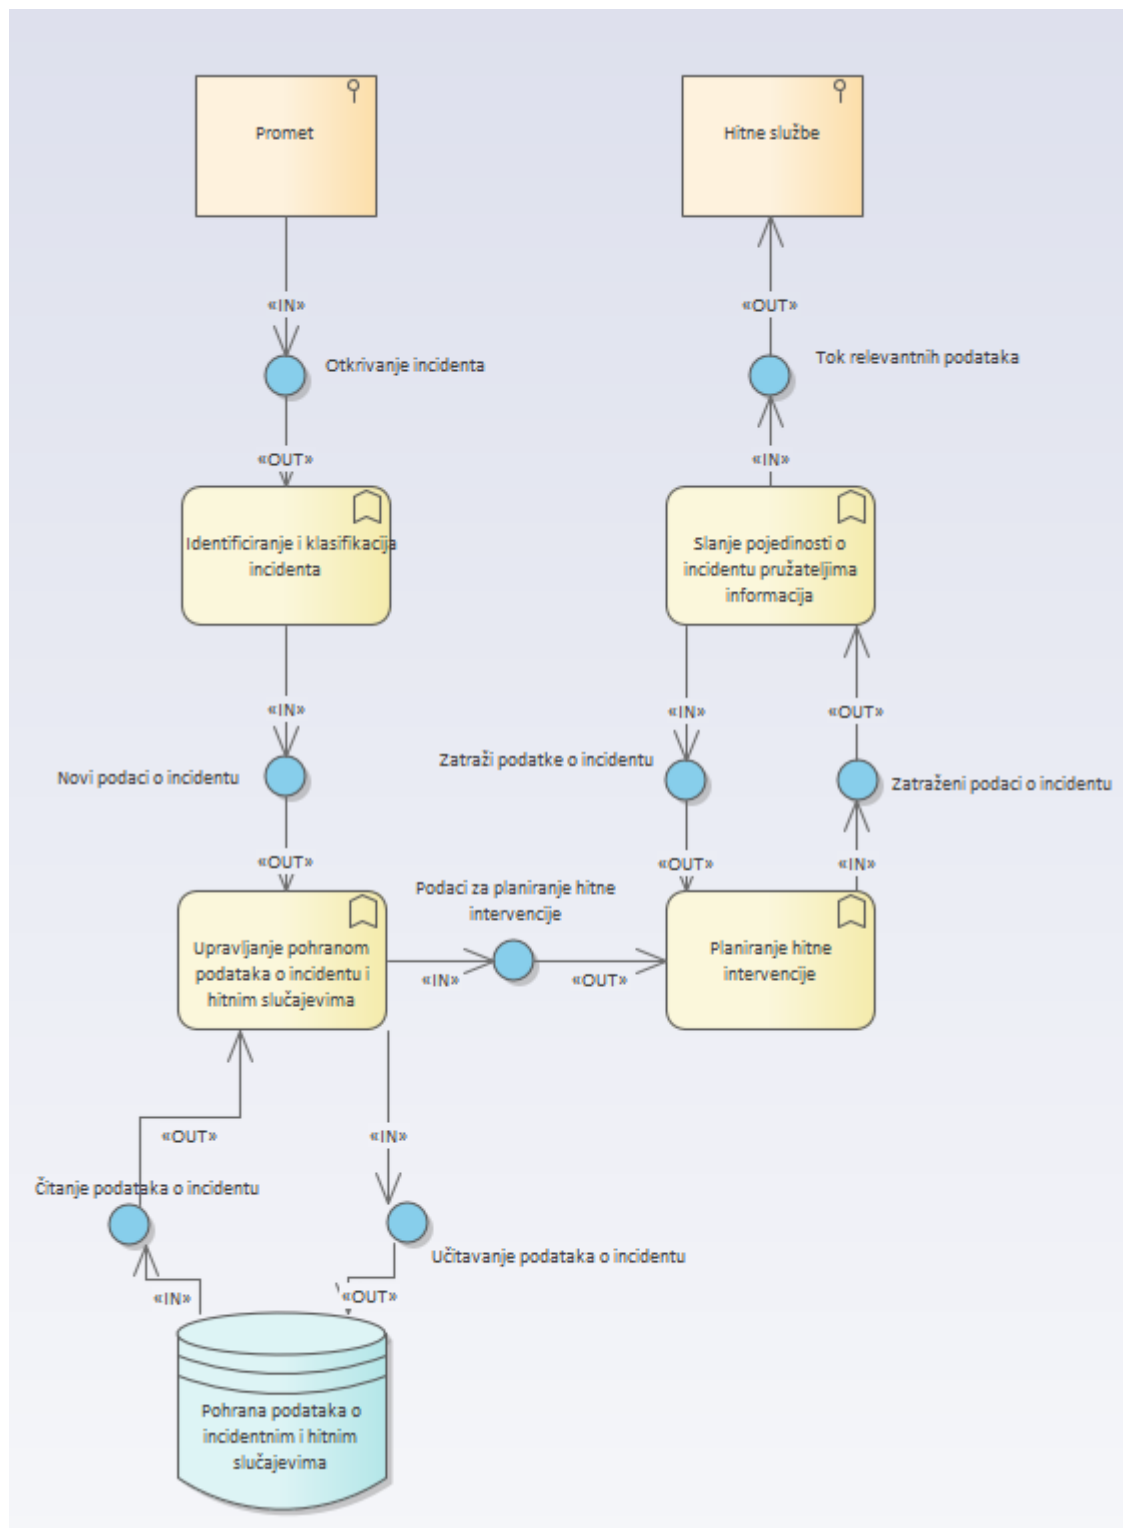 Promet
Hitne službe
«IN»
«OUT»
Otkrivanje incidenta
Tok relevantnih podataka
«OUT»
«IN»
Identificiranje i klasifikacija
incidenta
Slanje pojedinosti o
incidentu pružateljima
informacija
«IN»
«IN»
«OUT»
Novi podaci o incidentu
Zatraži podatke o incidentu
Zatraženi podaci o incidentu
«OUT»
«OUT»
«IN»
Podaci za planiranje hitne
intervencije
Upravljanje pohranom
podataka o incidentu i
hitnim slučajevima
«IN»
«OUT»
Planiranje hitne
intervencije
«OUT»
«IN»
Čitanje podataka o incidentu
Učitavanje podataka o incidentu
«IN»
«OUT»
Pohrana podataka o
incidentnim i hitnim
slučajevima